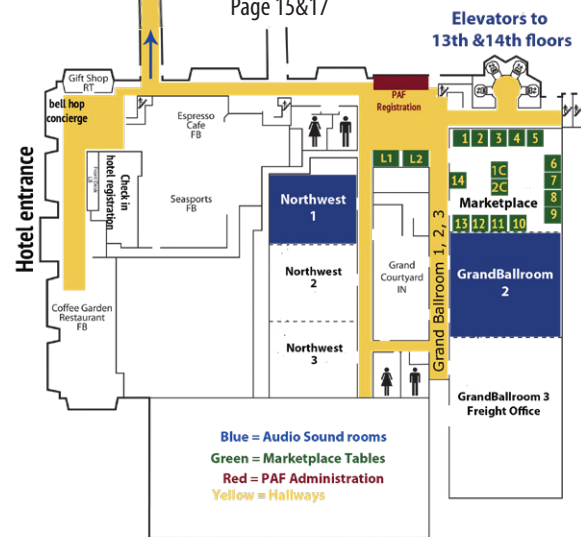 Page 15&17
Elevators to
13th &14th floors
Gift Shop
RT
bell hop
concierge
PAF
Registration
Espresso
Cafe
FB
1 2 3 4 5
L1 L2
6
1C
7
14
2C
8
Marketplace
9
13 12 11 10
Hotel entrance
Check in
hotel registration
Seasports
FB
Northwest
1
Grand Ballroom 1, 2, 3
Northwest
2
Grand
Courtyard
IN
GrandBallroom
2
Coffee Garden
Restaurant
FB
Northwest
3
GrandBallroom 3
Freight Office
Blue = Audio Sound rooms
Green = Marketplace Tables
Red = PAF Administration
Yellow = Hallways